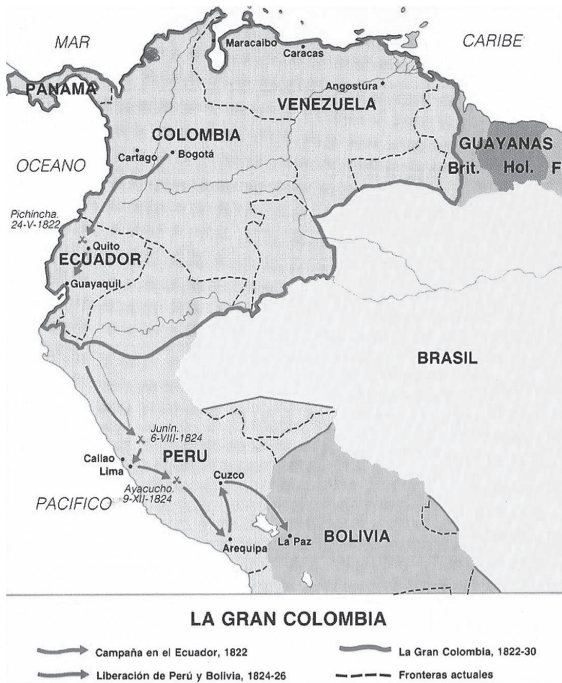 MAR
CARIBE
Maracaibo
Caracas
PANAMA
Angostura
VENEZUELA
COLOMBIA
GUAYANAS
OCEANO
Cartago
Bogotá
Brit.
Hol.
F
Pichincha.
24-V-1822
Quito
ECUADOR
Guayaquil
BRASIL
Junín.
6-VIII-1824
Callao
PERU
Lima
Cuzco
Ayacucho.
9-XII-1824
PACIFICO
BOLIVIA
La Paz
Arequipa
LA GRAN COLOMBIA
Campaña en el Ecuador, 1822
La Gran Colombia, 1822-30
Liberación de Perú y Bolivia, 1824-26
Fronteras actuales